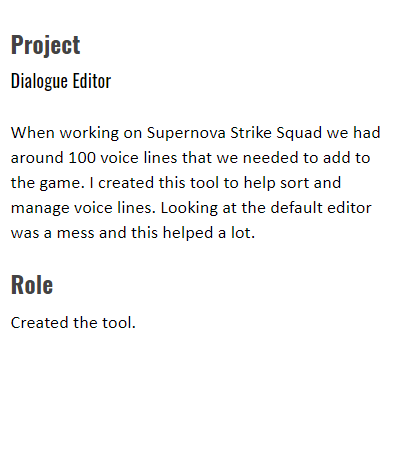 Project
Dialogue Editor
When working on Supernova Strike Squad we had
around 100 voice lines that we needed to add to
the game. I created this tool to help sort and
manage voice lines. Looking at the default editor
was a mess and this helped a lot.
Role
Created the tool.